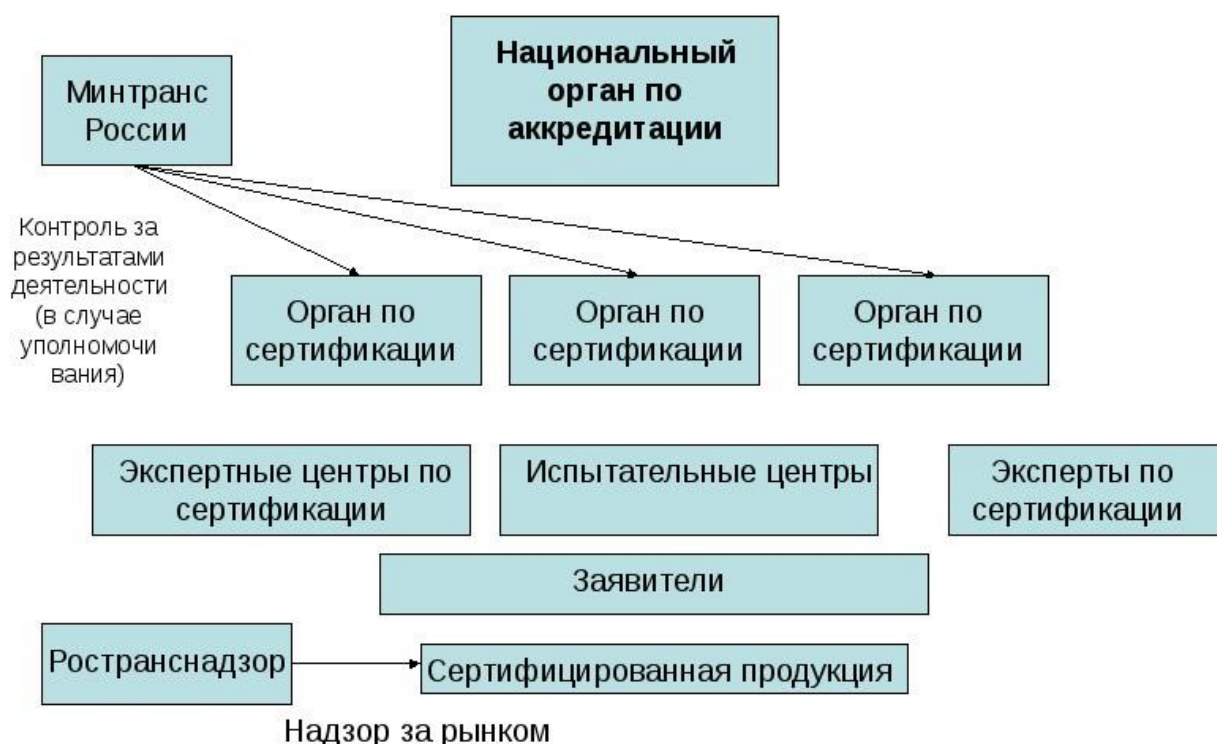 Национальный
орган по
аккредитации
Минтранс
России
Контроль за
результатами
деятельности
(в случае
уполномочи
вания)
Орган по
сертификации
Орган по
сертификации
Орган по
сертификации
Экспертные центры по
сертификации
Испытательные центры
Эксперты по
сертификации
Заявители
Ространснадзор
Сертифицированная продукция
Надзор за рынком